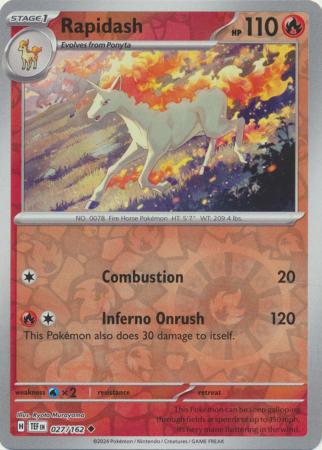 STAGE 1 Rapidash HP 110
Evolves from Ponyta
NO. 0078 Fire Horse Pokémon HT: 5'7" WT: 209.4 lbs.
Combustion 20
Inferno Onrush 120
This Pokémon also does 30 damage to itself.
weakness ×2 resistance retreat
Illus. Kyoto Murayama
This Pokémon can be seen galloping
through fields at speeds of up to 150 mph,
its fiery mane fluttering in the wind.
H TEF EN 027/162
©2024 Pokémon / Nintendo / Creatures / GAME FREAK